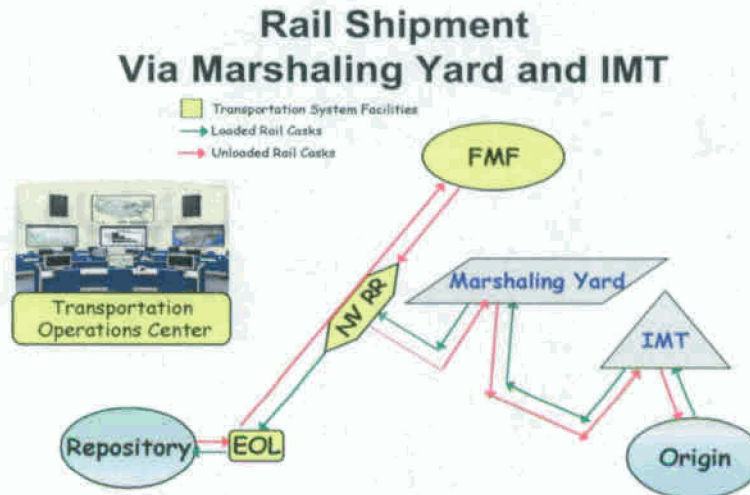 Rail Shipment
Via Marshaling Yard and IMT
Transportation System Facilities
Loaded Rail Casks
Unloaded Rail Casks
FMF
Marshaling Yard
NV RR
IMT
Transportation
Operations Center
Repository
EOL
Origin